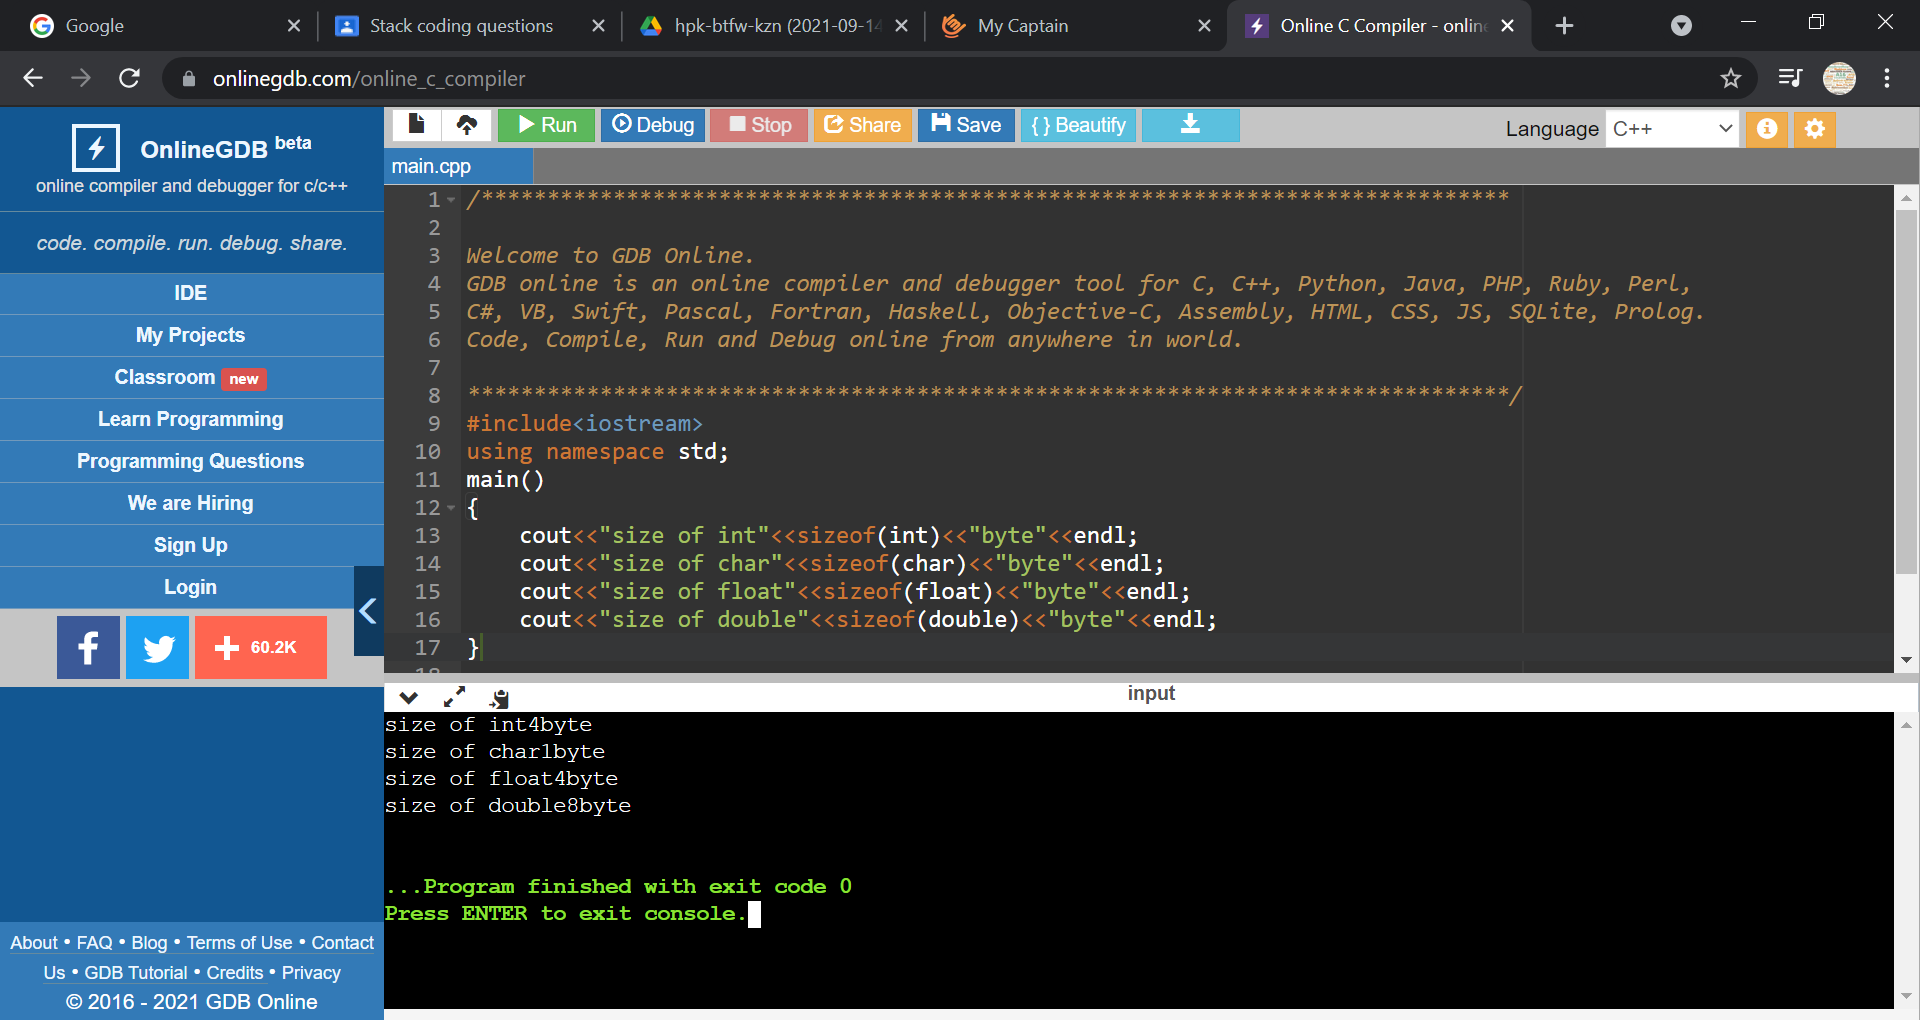 Google
Stack coding questions
hpk-btfw-kzn (2021-09-14
My Captain
Online C Compiler - online
onlinegdb.com/online_c_compiler
OnlineGDB beta
online compiler and debugger for c/c++
code. compile. run. debug. share.
IDE
My Projects
Classroom new
Learn Programming
Programming Questions
We are Hiring
Sign Up
Login
60.2K
About • FAQ • Blog • Terms of Use • Contact
Us • GDB Tutorial • Credits • Privacy
© 2016 - 2021 GDB Online
Run Debug Stop Share Save {} Beautify
Language C++
main.cpp
1 /******************************************************************************
2
3 Welcome to GDB Online.
4 GDB online is an online compiler and debugger tool for C, C++, Python, Java, PHP, Ruby, Perl,
5 C#, VB, Swift, Pascal, Fortran, Haskell, Objective-C, Assembly, HTML, CSS, JS, SQLite, Prolog.
6 Code, Compile, Run and Debug online from anywhere in world.
7
8 *******************************************************************************/
9 #include<iostream>
10 using namespace std;
11 main()
12 {
13 cout<<"size of int"<<sizeof(int)<<"byte"<<endl;
14 cout<<"size of char"<<sizeof(char)<<"byte"<<endl;
15 cout<<"size of float"<<sizeof(float)<<"byte"<<endl;
16 cout<<"size of double"<<sizeof(double)<<"byte"<<endl;
17 }
18
input
size of int4byte
size of char1byte
size of float4byte
size of double8byte
...Program finished with exit code 0
Press ENTER to exit console.